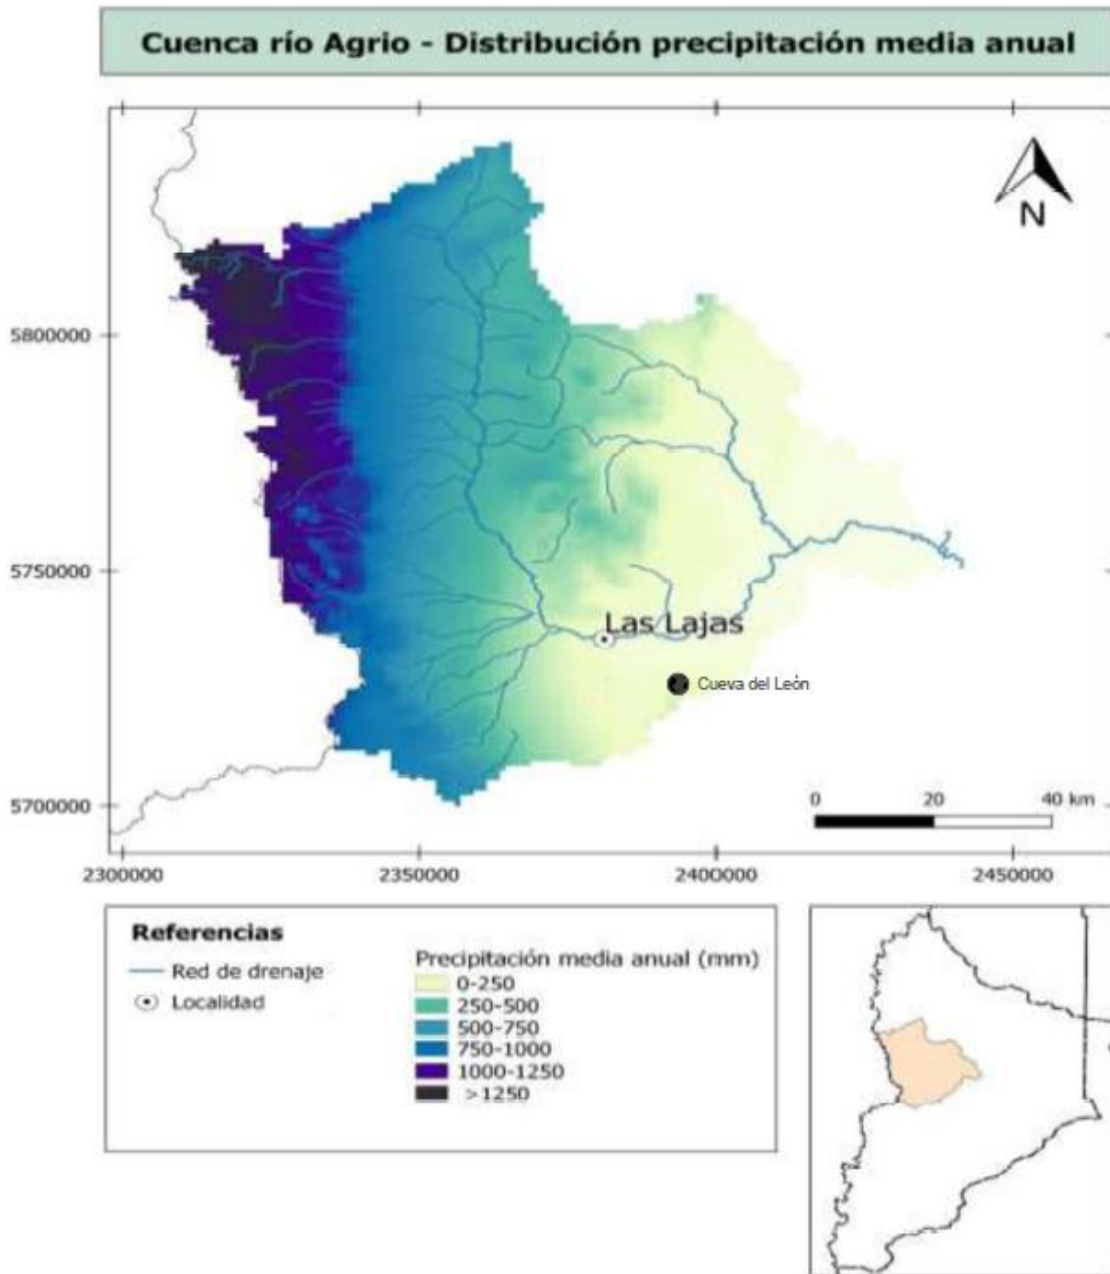 Cuenca río Agrio - Distribución precipitación media anual
N
5800000
5750000
Las Lajas
Cueva del León
5700000
0 20 40 km
2300000 2350000 2400000 2450000
Referencias
Red de drenaje
Localidad
Precipitación media anual (mm)
0-250
250-500
500-750
750-1000
1000-1250
>1250